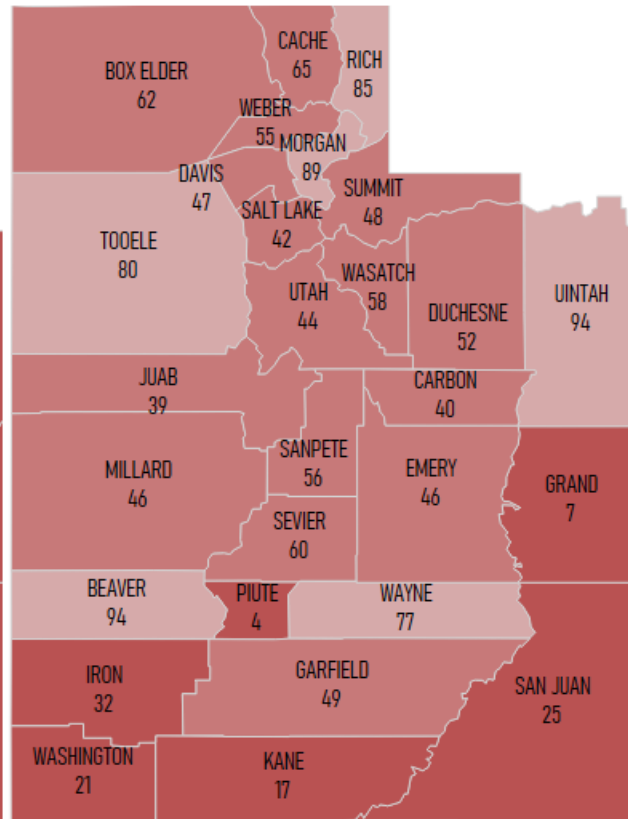 CACHE
65
RICH
85
BOX ELDER
62
WEBER
55
MORGAN
89
DAVIS
47
SUMMIT
48
SALT LAKE
42
TOOELE
80
WASATCH
58
UTAH
44
DUCHESNE
52
UINTAH
94
JUAB
39
CARBON
40
SANPETE
56
MILLARD
46
EMERY
46
GRAND
7
SEVIER
60
BEAVER
94
PIUTE
4
WAYNE
77
IRON
32
GARFIELD
49
SAN JUAN
25
WASHINGTON
21
KANE
17